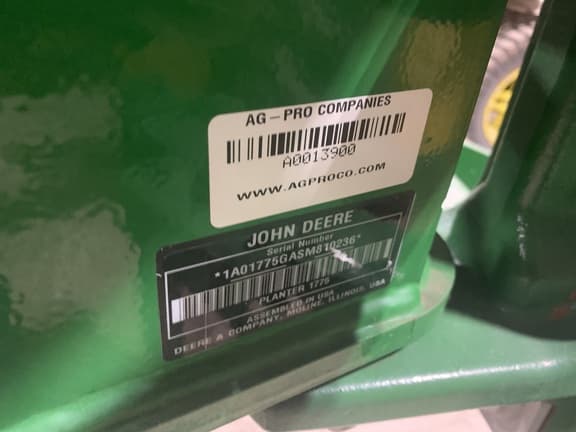 AG-PRO COMPANIES
A0013900
WWW.AGPROCO.COM
JOHN DEERE
Serial Number
*1A01775GASM810236*
PLANTER 1775
ASSEMBLED IN USA
DEERE & COMPANY, MOLINE, ILLINOIS, USA